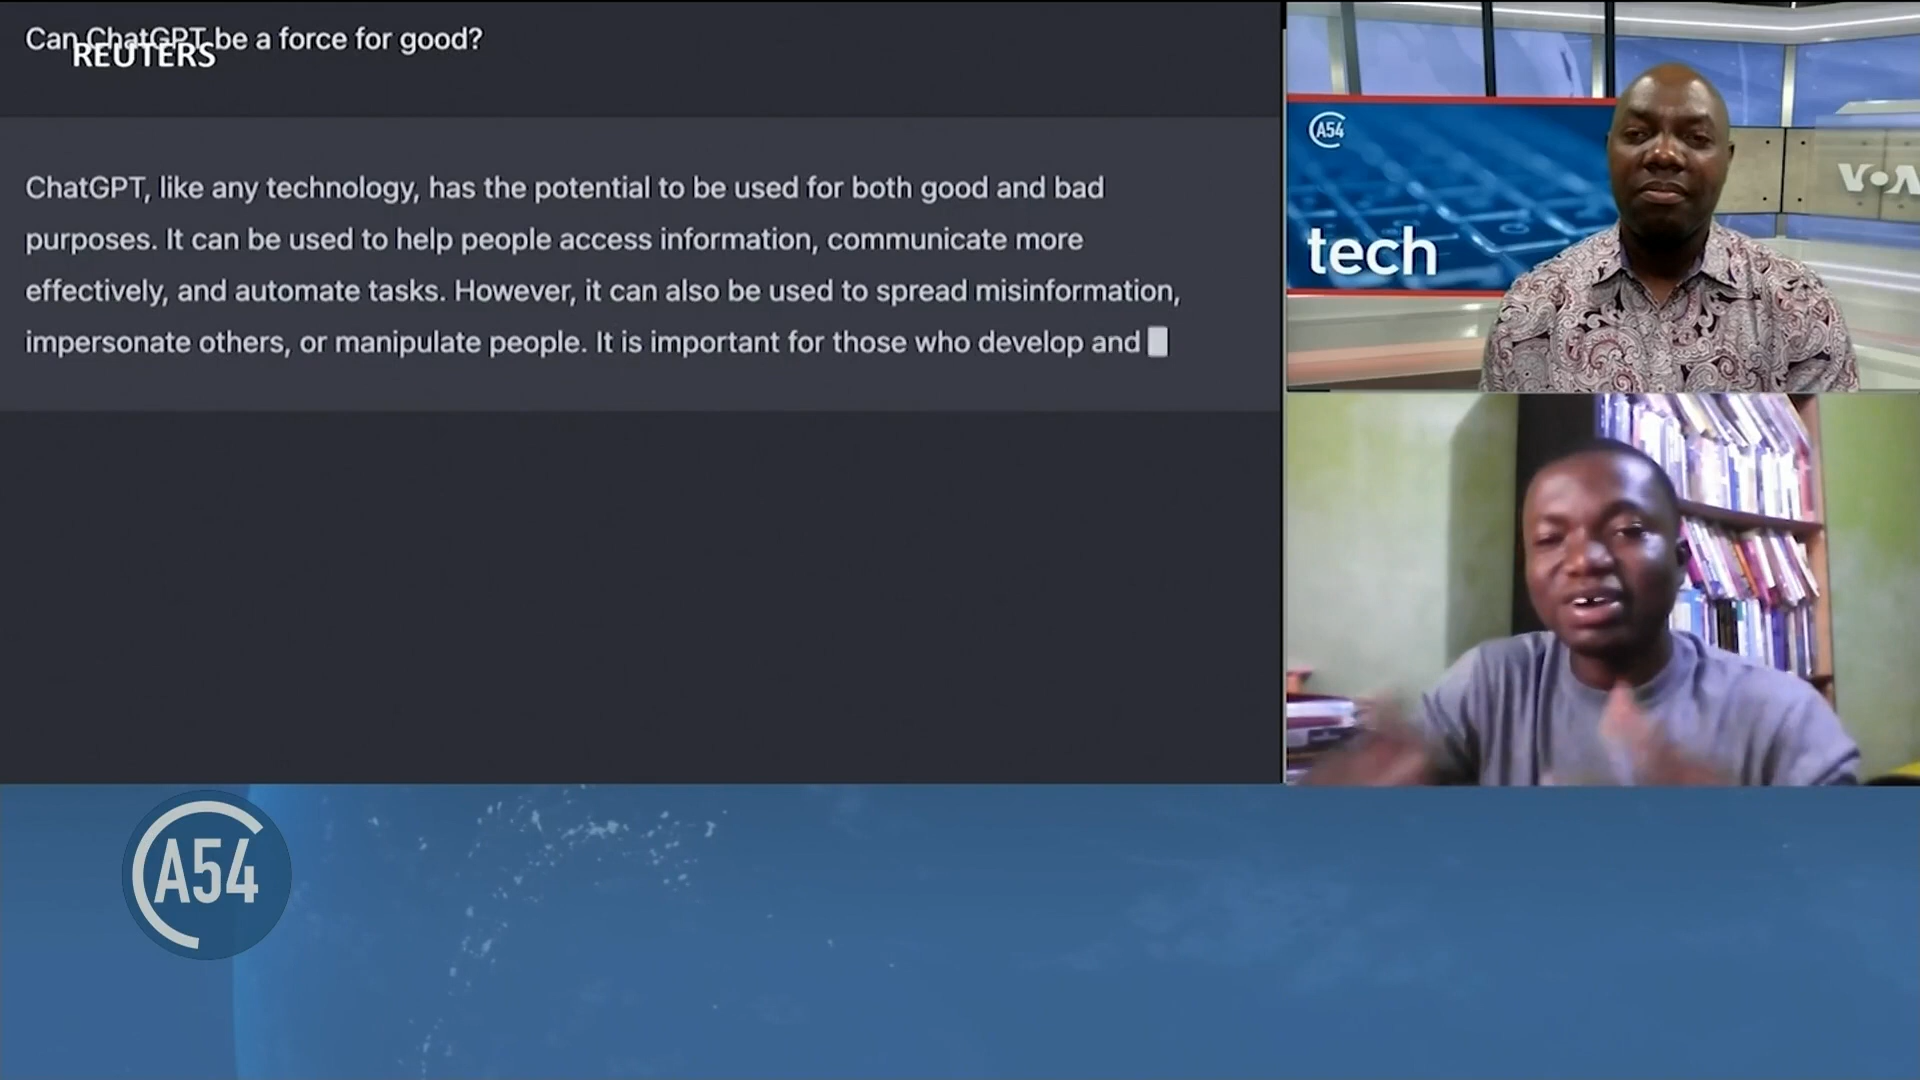 Can ChatGPT be a force for good?
REUTERS
ChatGPT, like any technology, has the potential to be used for both good and bad
purposes. It can be used to help people access information, communicate more
effectively, and automate tasks. However, it can also be used to spread misinformation,
impersonate others, or manipulate people. It is important for those who develop and
A54
tech
VOA
A54